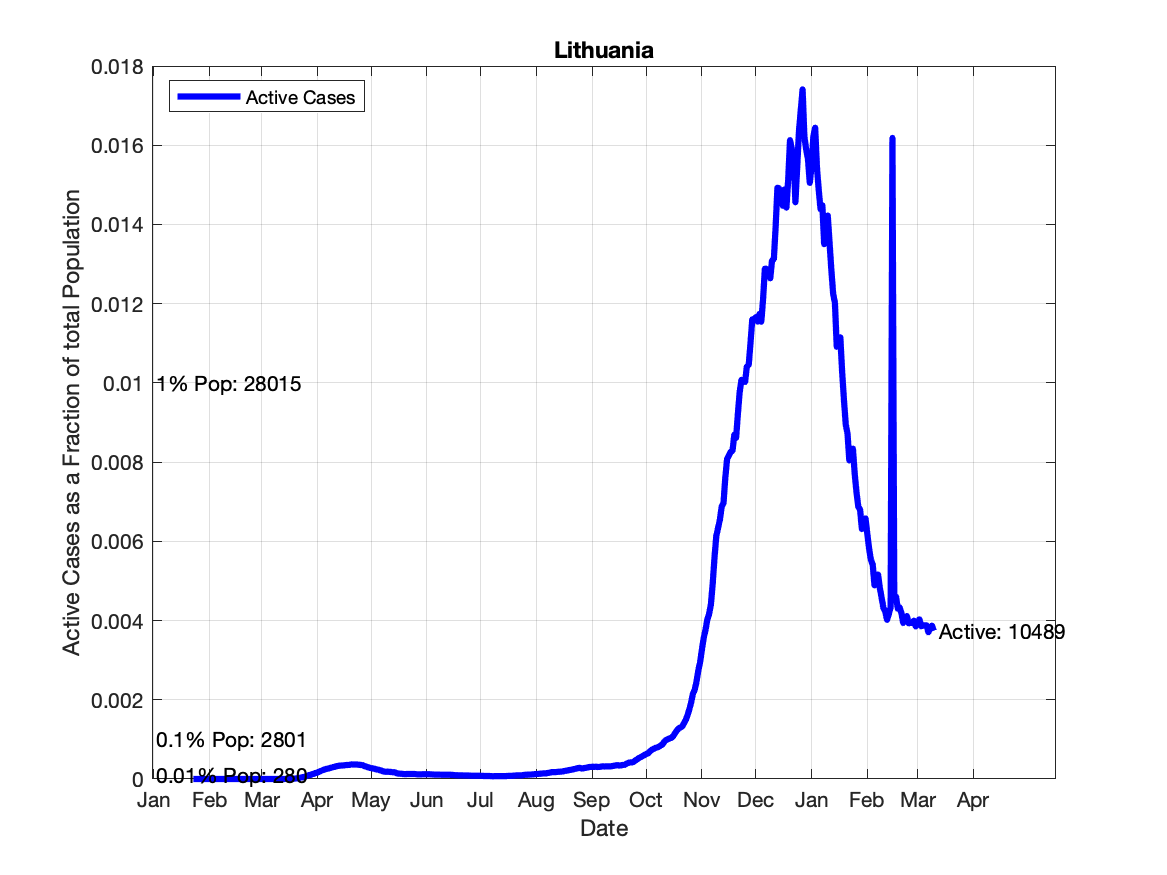 Lithuania
Active Cases
Active Cases as a Fraction of total Population
0.018
0.016
0.014
0.012
0.01
0.008
0.006
0.004
0.002
0
1% Pop: 28015
0.1% Pop: 2801
0.01% Pop: 280
Active: 10489
Jan Feb Mar Apr May Jun Jul Aug Sep Oct Nov Dec Jan Feb Mar Apr
Date